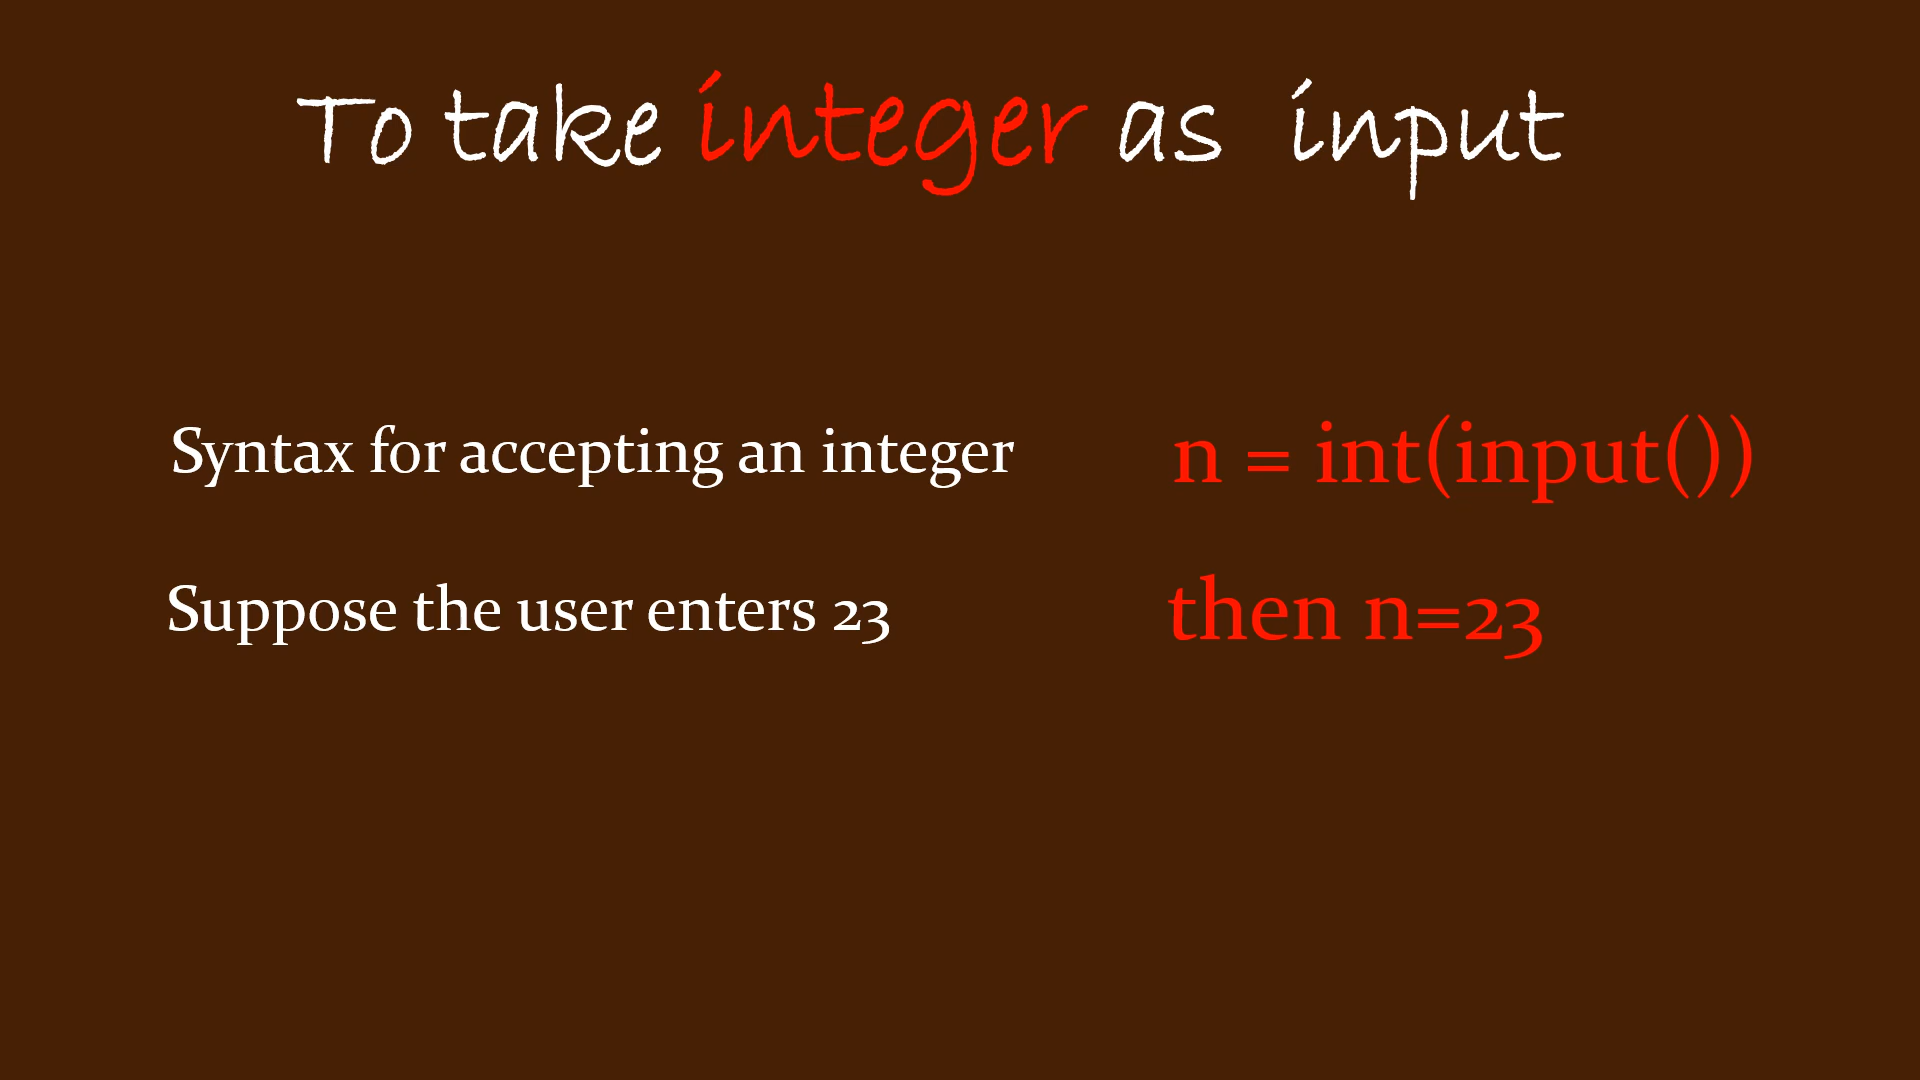 To take integer as input
Syntax for accepting an integer
n = int(input())
Suppose the user enters 23
then n=23